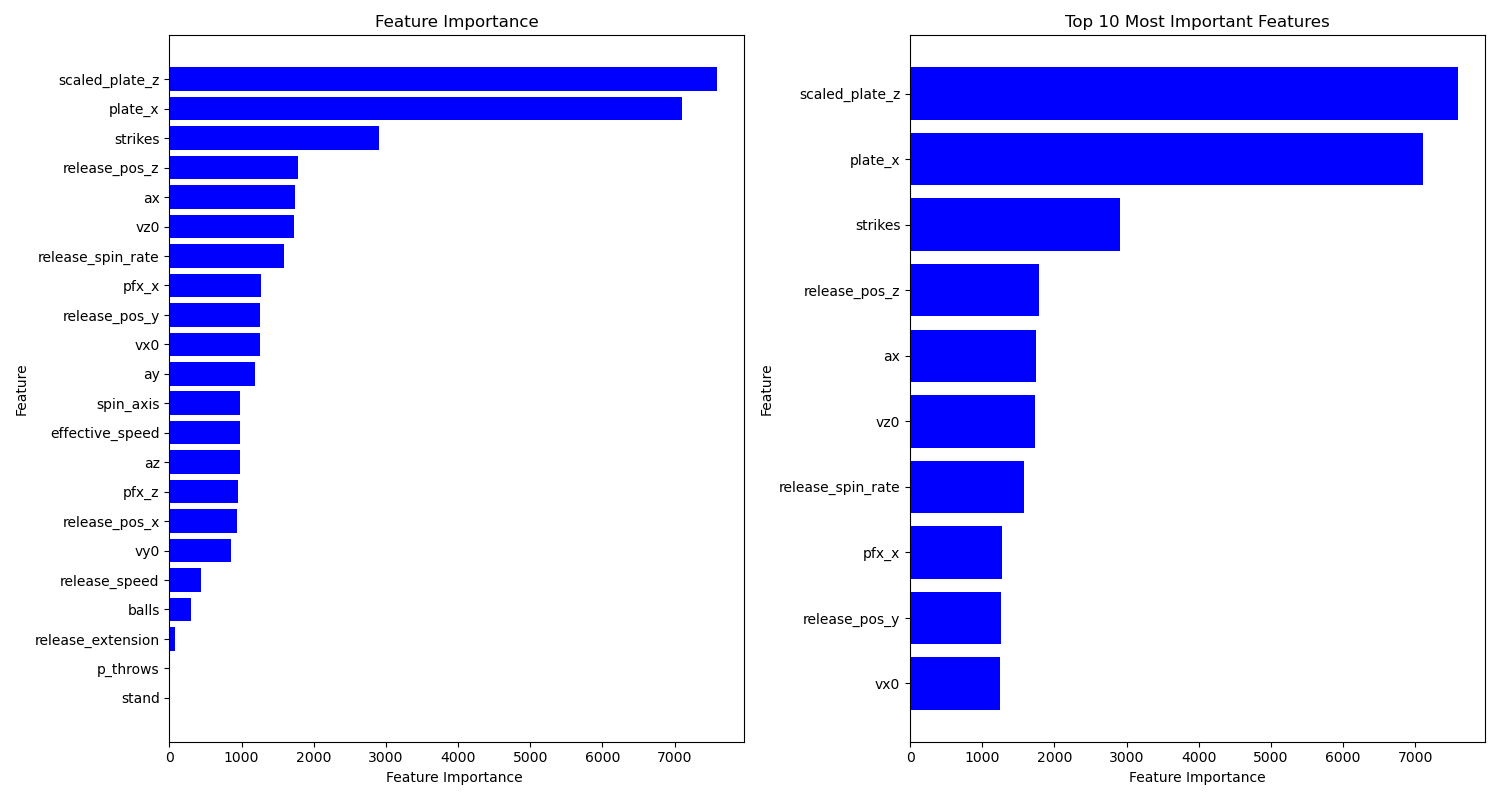 Feature Importance
Feature
scaled_plate_z
plate_x
strikes
release_pos_z
ax
vz0
release_spin_rate
pfx_x
release_pos_y
vx0
ay
spin_axis
effective_speed
az
pfx_z
release_pos_x
vy0
release_speed
balls
release_extension
p_throws
stand
0 1000 2000 3000 4000 5000 6000 7000
Feature Importance
Top 10 Most Important Features
Feature
scaled_plate_z
plate_x
strikes
release_pos_z
ax
vz0
release_spin_rate
pfx_x
release_pos_y
vx0
0 1000 2000 3000 4000 5000 6000 7000
Feature Importance